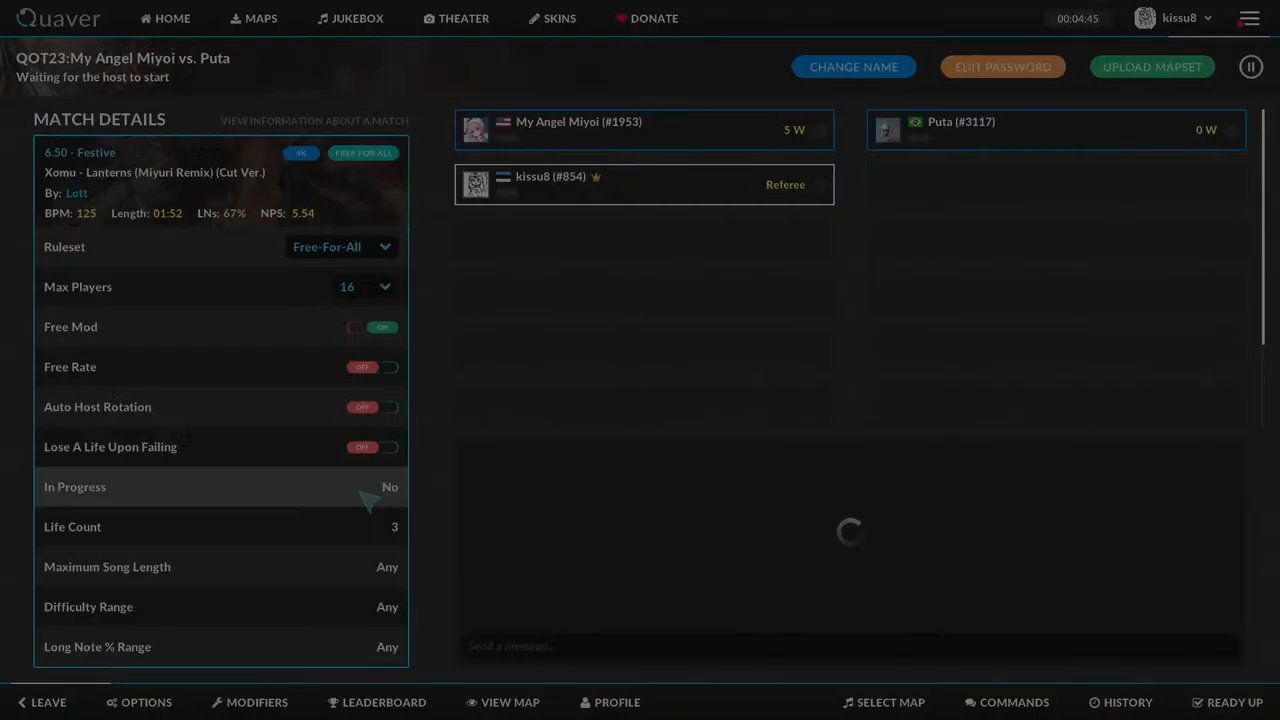 Quaver
HOME
MAPS
JUKEBOX
THEATER
SKINS
DONATE
00:04:45
kissu8
QOT23:My Angel Miyoi vs. Puta
Waiting for the host to start
CHANGE NAME
EDIT PASSWORD
UPLOAD MAPSET
MATCH DETAILS
VIEW INFORMATION ABOUT A MATCH
6.50 - Festive
4K
FREE FOR ALL
Xomu - Lanterns (Miyuri Remix) (Cut Ver.)
By: Lott
BPM: 125 Length: 01:52 LNs: 67% NPS: 5.54
Ruleset Free-For-All
Max Players 16
Free Mod ON
Free Rate OFF
Auto Host Rotation OFF
Lose A Life Upon Failing OFF
In Progress No
Life Count 3
Maximum Song Length Any
Difficulty Range Any
Long Note % Range Any
My Angel Miyoi (#1953)
5 W
Puta (#3117)
0 W
kissu8 (#854)
Referee
Send a message...
LEAVE
OPTIONS
MODIFIERS
LEADERBOARD
VIEW MAP
PROFILE
SELECT MAP
COMMANDS
HISTORY
READY UP